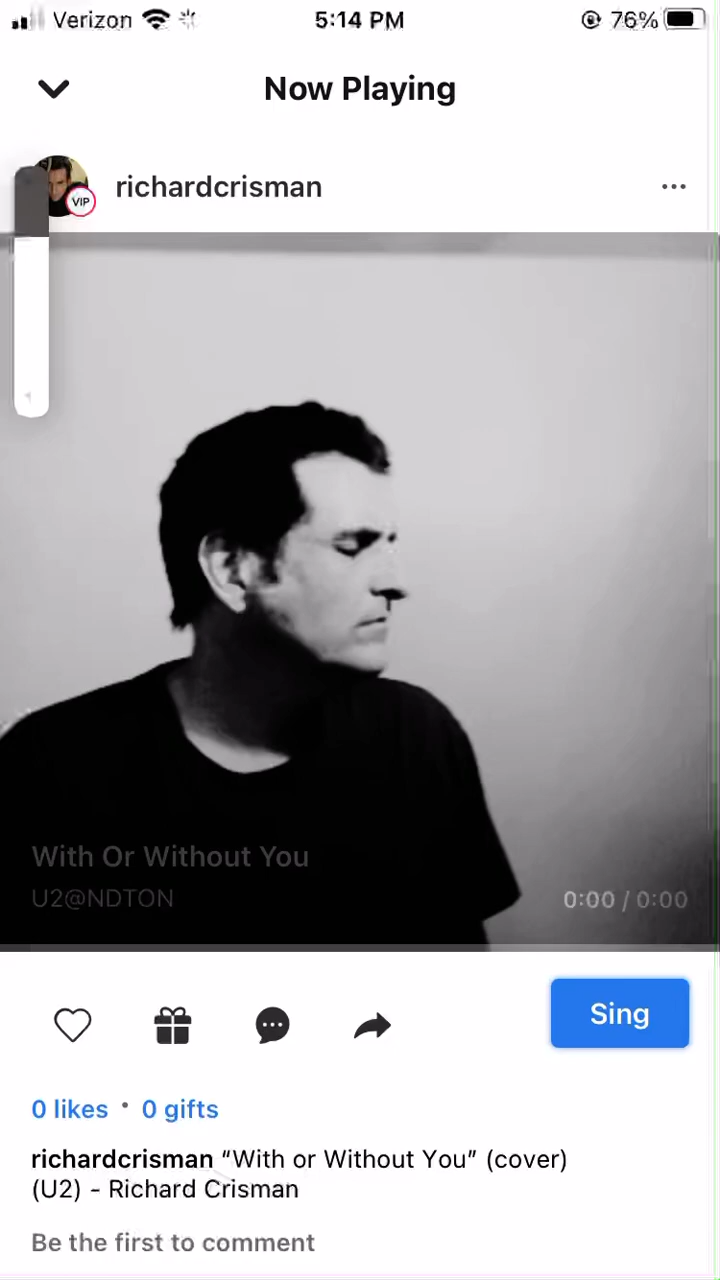 Verizon 5:14 PM 76%
Now Playing
richardcrisman
VIP
With Or Without You
U2@NDTON
0:00 / 0:00
Sing
0 likes · 0 gifts
richardcrisman “With or Without You” (cover)
(U2) - Richard Crisman
Be the first to comment